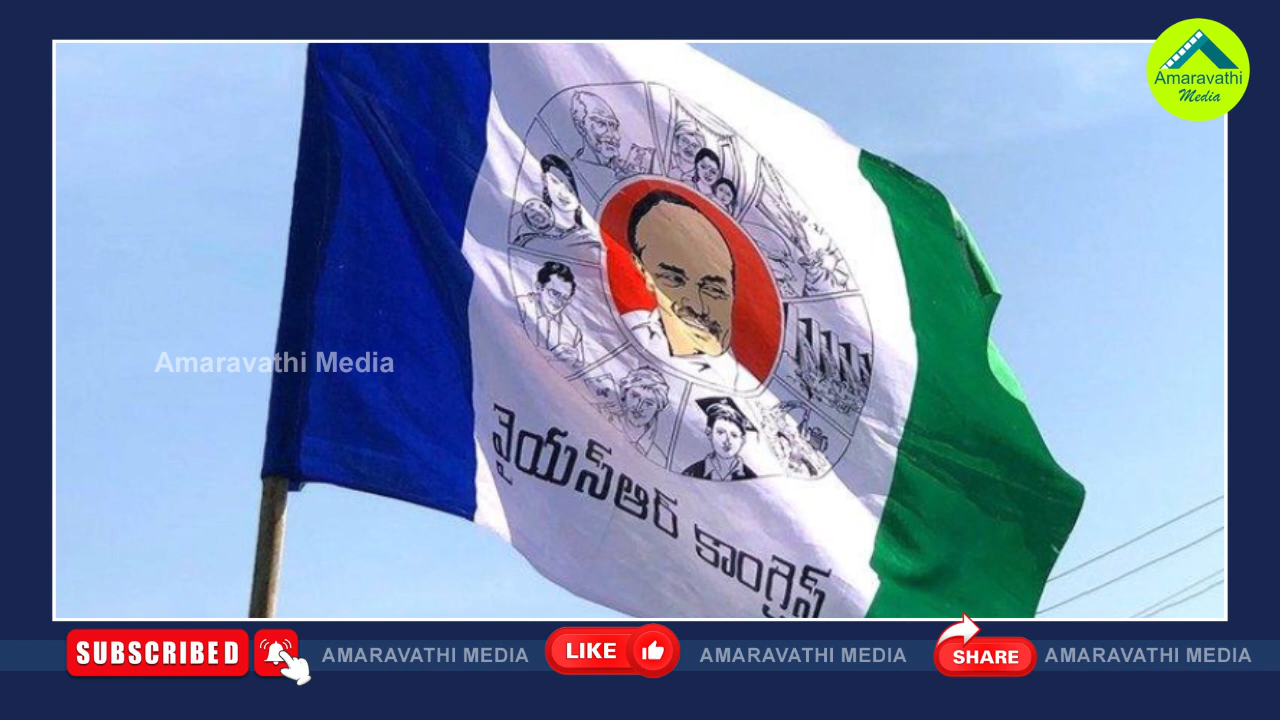 Amaravathi
Media
Amaravathi Media
వైయస్ఆర్ కాంగ్రెస్
SUBSCRIBED
AMARAVATHI MEDIA
LIKE
AMARAVATHI MEDIA
SHARE
AMARAVATHI MEDIA